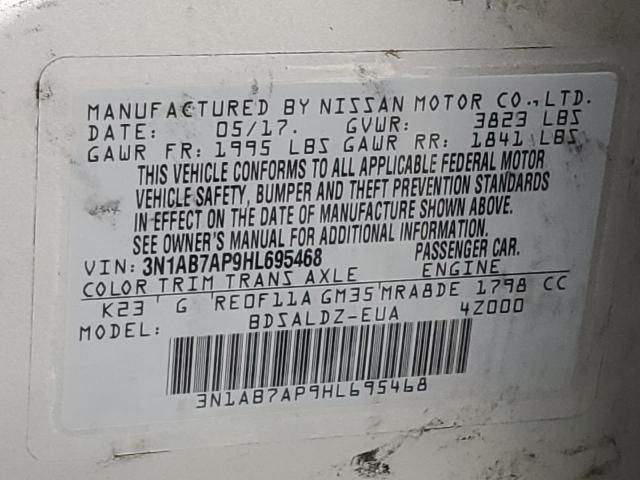 MANUFACTURED BY NISSAN MOTOR CO.,LTD.
DATE: 05/17. GVWR: 3823 LBS
GAWR FR: 1995 LBS GAWR RR: 1841 LBS
THIS VEHICLE CONFORMS TO ALL APPLICABLE FEDERAL MOTOR
VEHICLE SAFETY, BUMPER AND THEFT PREVENTION STANDARDS
IN EFFECT ON THE DATE OF MANUFACTURE SHOWN ABOVE.
SEE OWNER'S MANUAL FOR ADDITIONAL INFORMATION.
VIN: 3N1AB7AP9HL695468 PASSENGER CAR.
COLOR TRIM TRANS AXLE ENGINE
K23 G RE0F11A GM35 MRA8DE 1798 CC
MODEL: BDSALDZ-EUA 4Z000
3N1AB7AP9HL695468